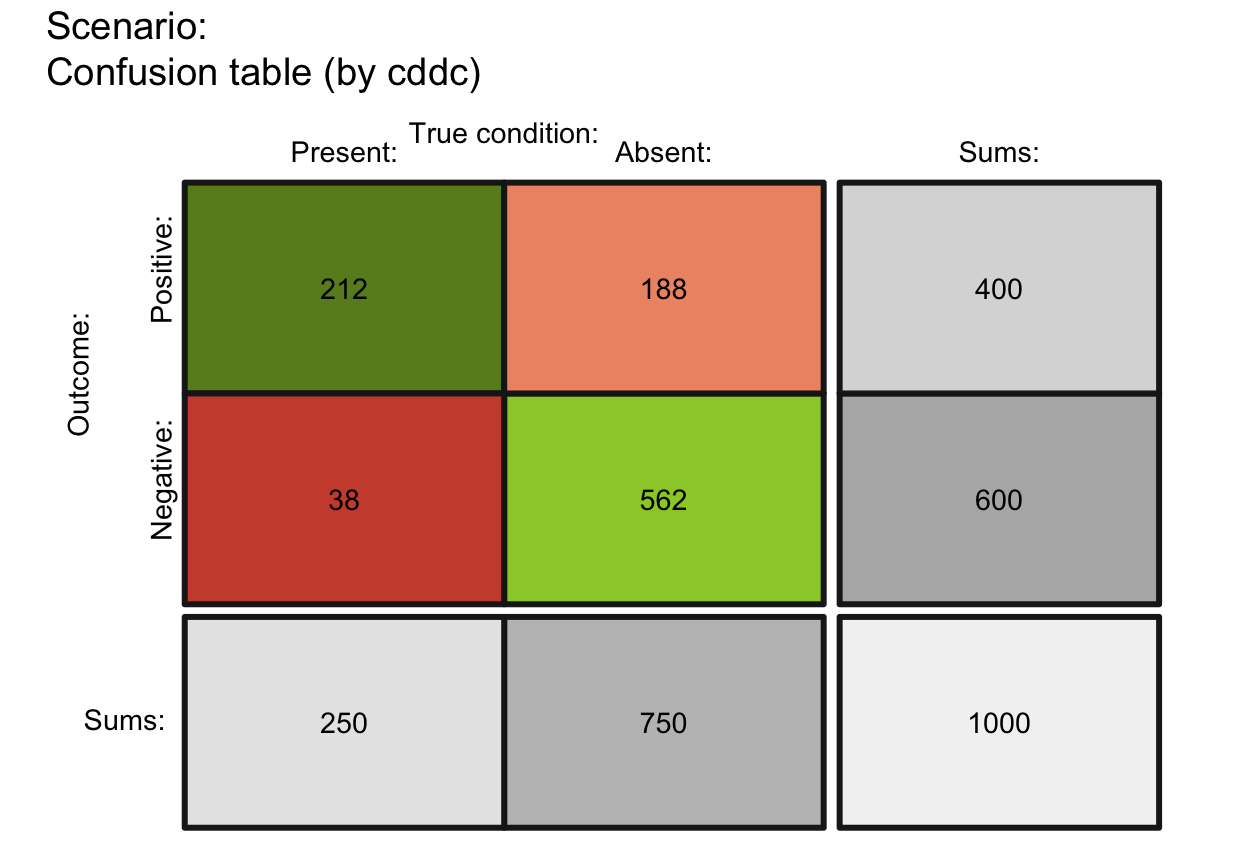 Scenario:
Confusion table (by cddc)
True condition:
Present:
Absent:
Sums:
Outcome:
Positive:
212
188
400
Negative:
38
562
600
Sums:
250
750
1000